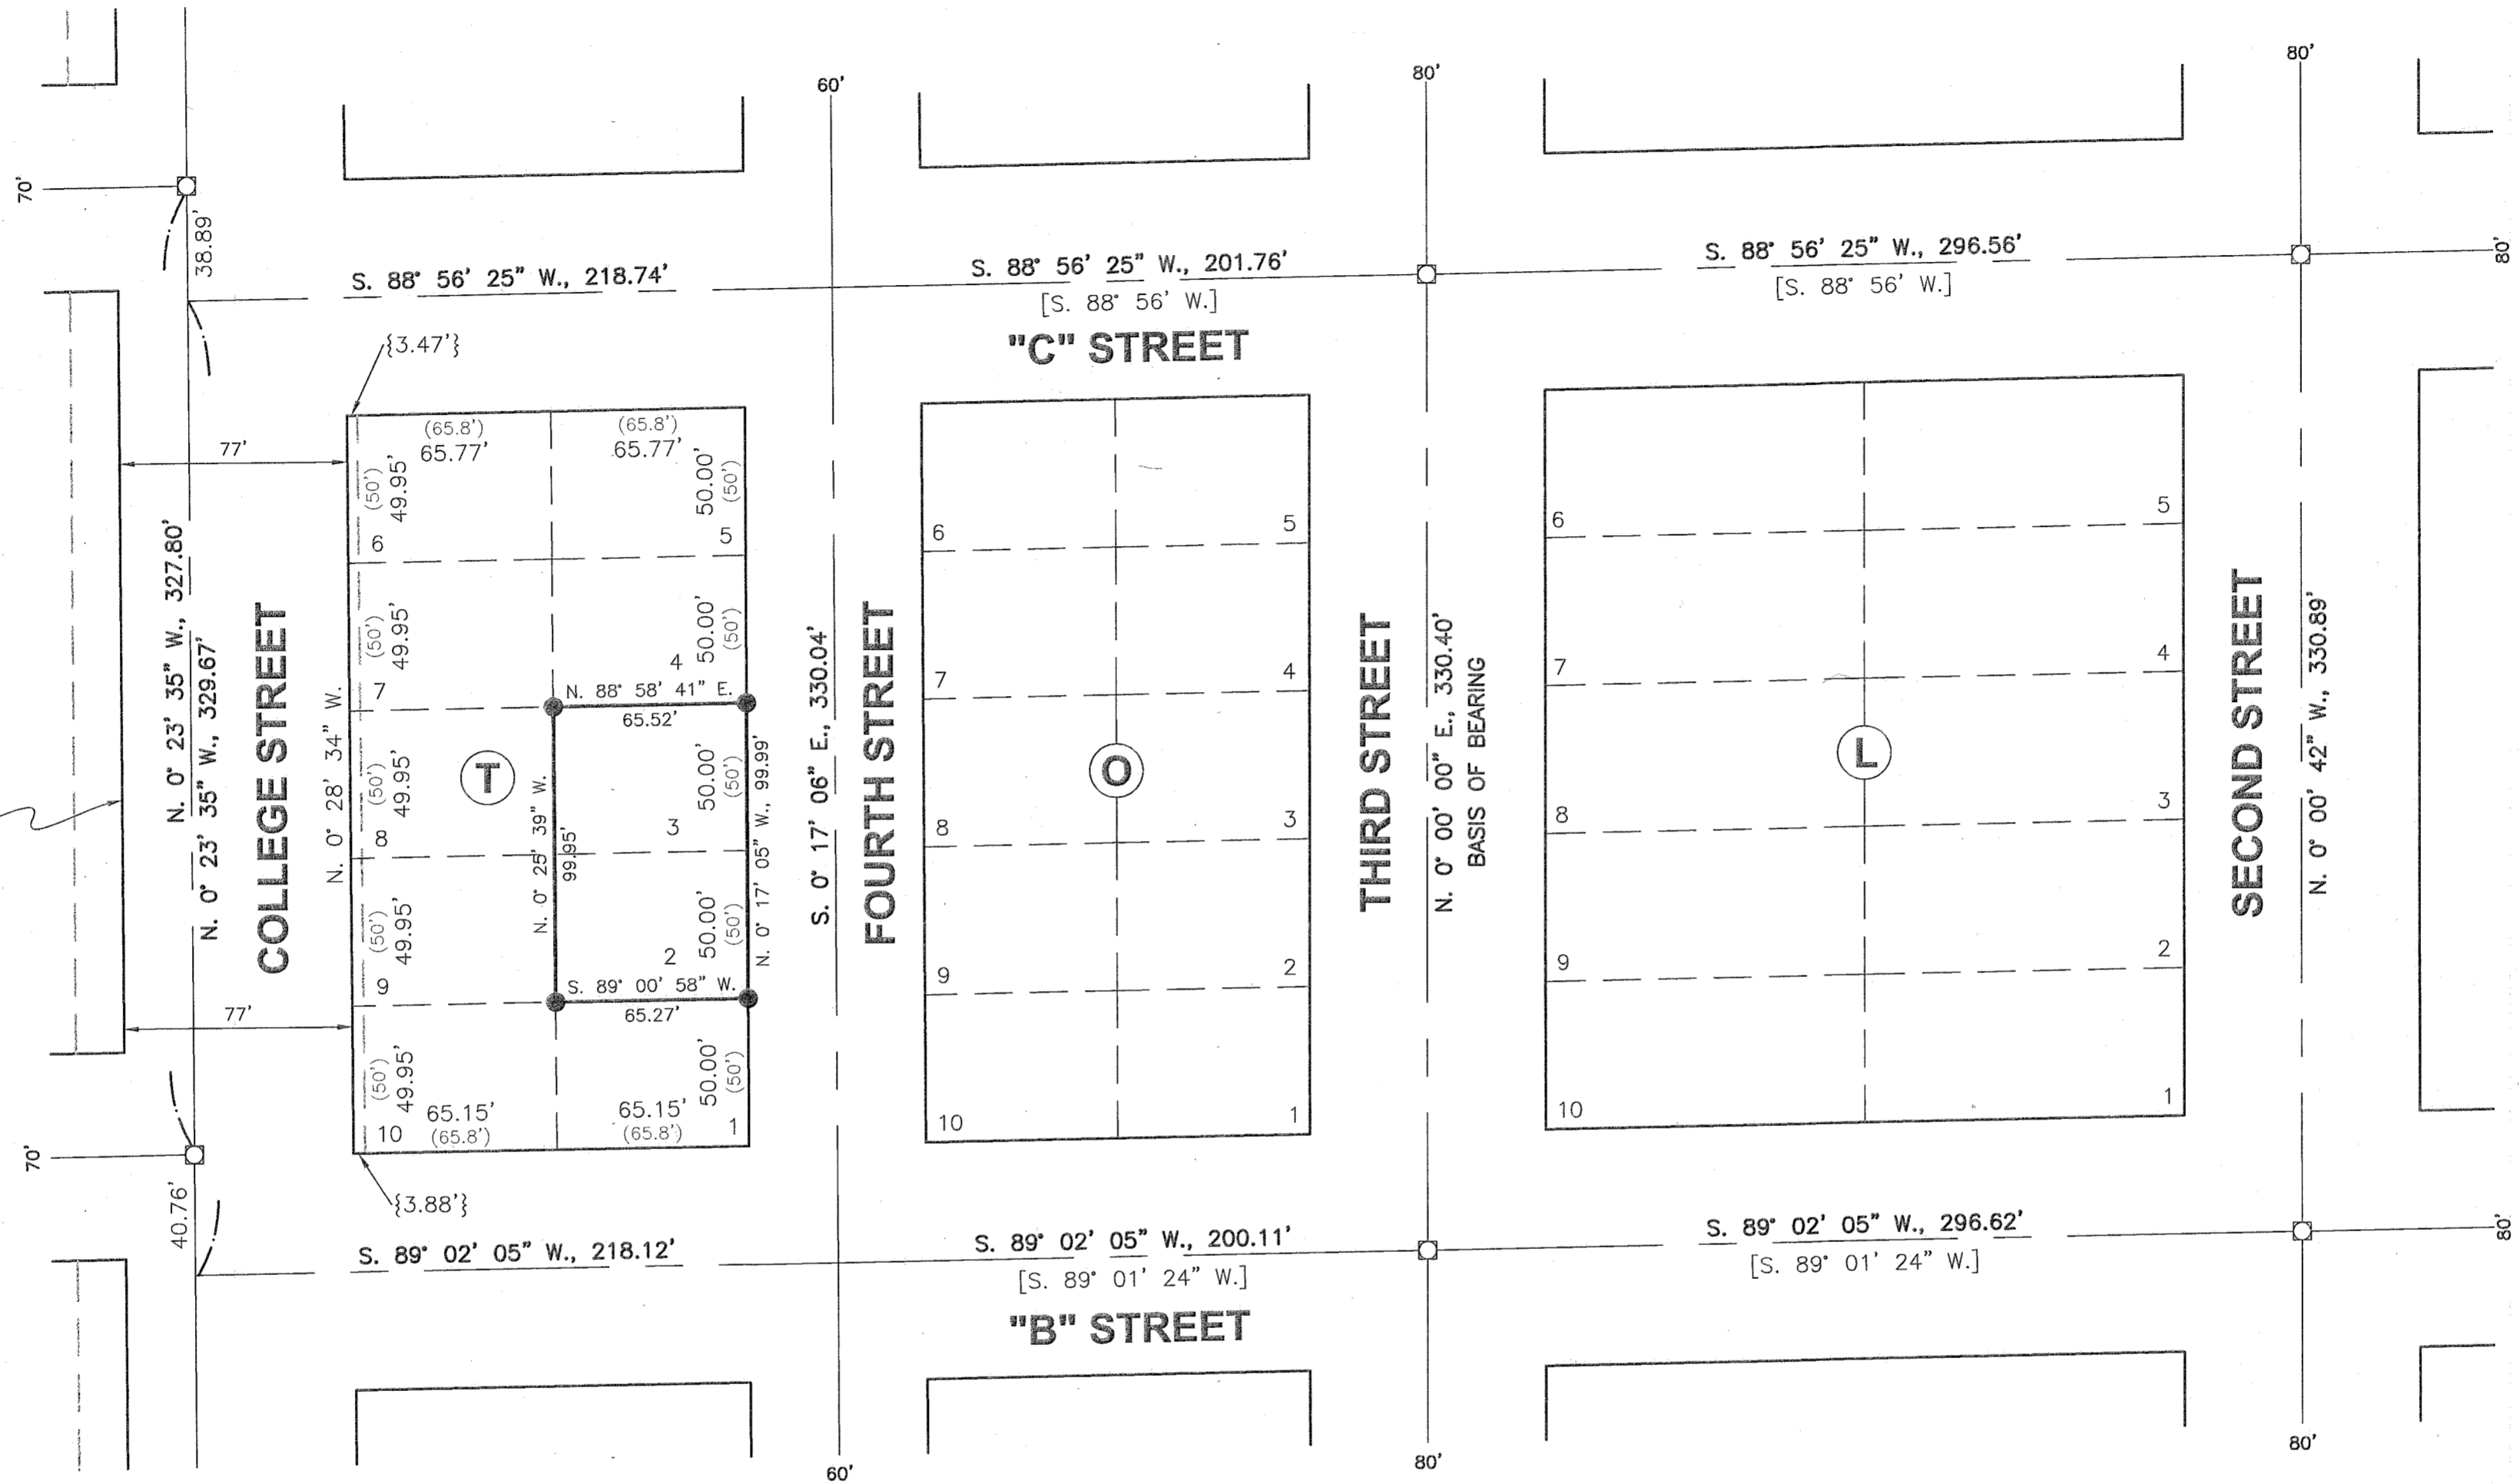 80'
80'
60'
70'
38.89'
S. 88° 56' 25" W., 218.74'
S. 88° 56' 25" W., 201.76'
[S. 88° 56' W.]
S. 88° 56' 25" W., 296.56'
[S. 88° 56' W.]
80'
"C" STREET
{3.47'}
77'
(65.8')
65.77'
(65.8')
65.77'
(50')
49.95'
50.00'
(50')
6
5
6
5
6
5
(50')
49.95'
4
50.00'
(50')
7
7
4
7
4
N. 88° 58' 41" E.
65.52'
N. 0° 23' 35" W., 327.80'
N. 0° 23' 35" W., 329.67'
COLLEGE STREET
N. 0° 28' 34" W.
T
(50')
49.95'
8
N. 0° 25' 39" W.
99.95'
3
50.00'
(50')
N. 0° 17' 05" W., 99.99'
S. 0° 17' 06" E., 330.04'
FOURTH STREET
O
8
3
THIRD STREET
N. 0° 00' 00" E., 330.40'
BASIS OF BEARING
L
8
3
SECOND STREET
N. 0° 00' 42" W., 330.89'
(50')
49.95'
9
2
50.00'
(50')
9
2
9
2
S. 89° 00' 58" W.
65.27'
77'
(50')
49.95'
50.00'
(50')
65.15'
(65.8')
65.15'
(65.8')
10
1
10
1
10
1
70'
40.76'
{3.88'}
S. 89° 02' 05" W., 218.12'
S. 89° 02' 05" W., 200.11'
[S. 89° 01' 24" W.]
S. 89° 02' 05" W., 296.62'
[S. 89° 01' 24" W.]
80'
"B" STREET
60'
80'
80'